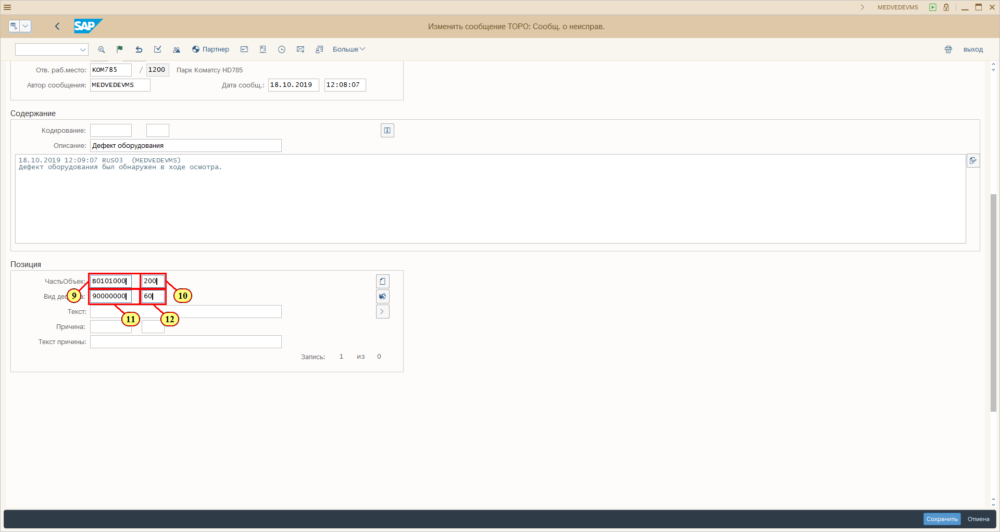 MEDVEDEVMS
SAP
Изменить сообщение ТОРО: Сообщ. о неисправ.
Партнер
Больше
выход
Отв. раб.место: KOM785 / 1200 Парк Коматсу HD785
Автор сообщения: MEDVEDEVMS Дата сообщ.: 18.10.2019 12:08:07
Содержание
Кодирование:
Описание: Дефект оборудования
18.10.2019 12:09:07 RUS03 (MEDVEDEVMS)
Дефект оборудования был обнаружен в ходе осмотра.
Позиция
ЧастьОбъек: B0101000 200
9 10
Вид де а: 90000000 60
Текст:
11 12
Причина:
Текст причины:
Запись: 1 из 0
Сохранить Отмена